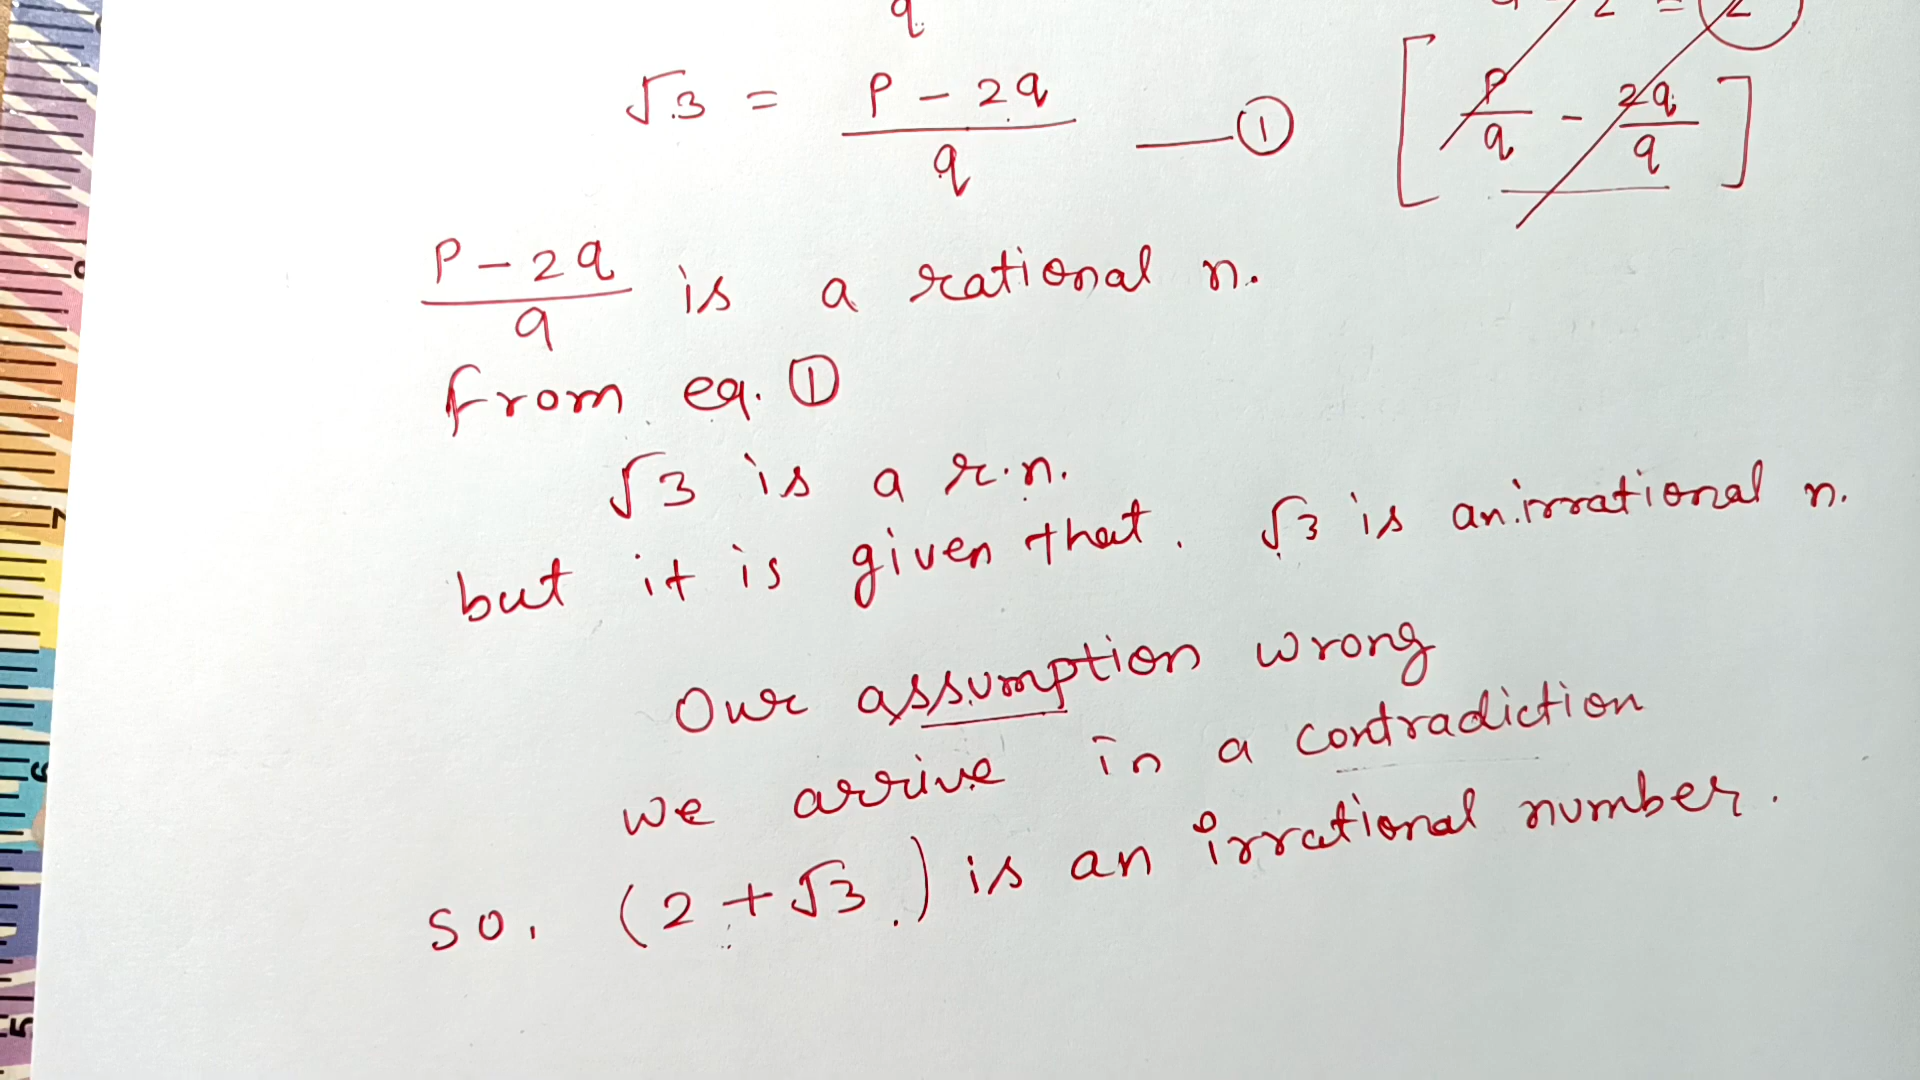 q
√3 = P - 2q / q —— ①
[ P/q - 2q/q ]
P - 2q / q is a rational n.
from eq. ①
√3 is a r.n.
but it is given that. √3 is an irrational n.
Our assumption wrong
we arrive in a contradiction
so, (2 + √3) is an irrational number.